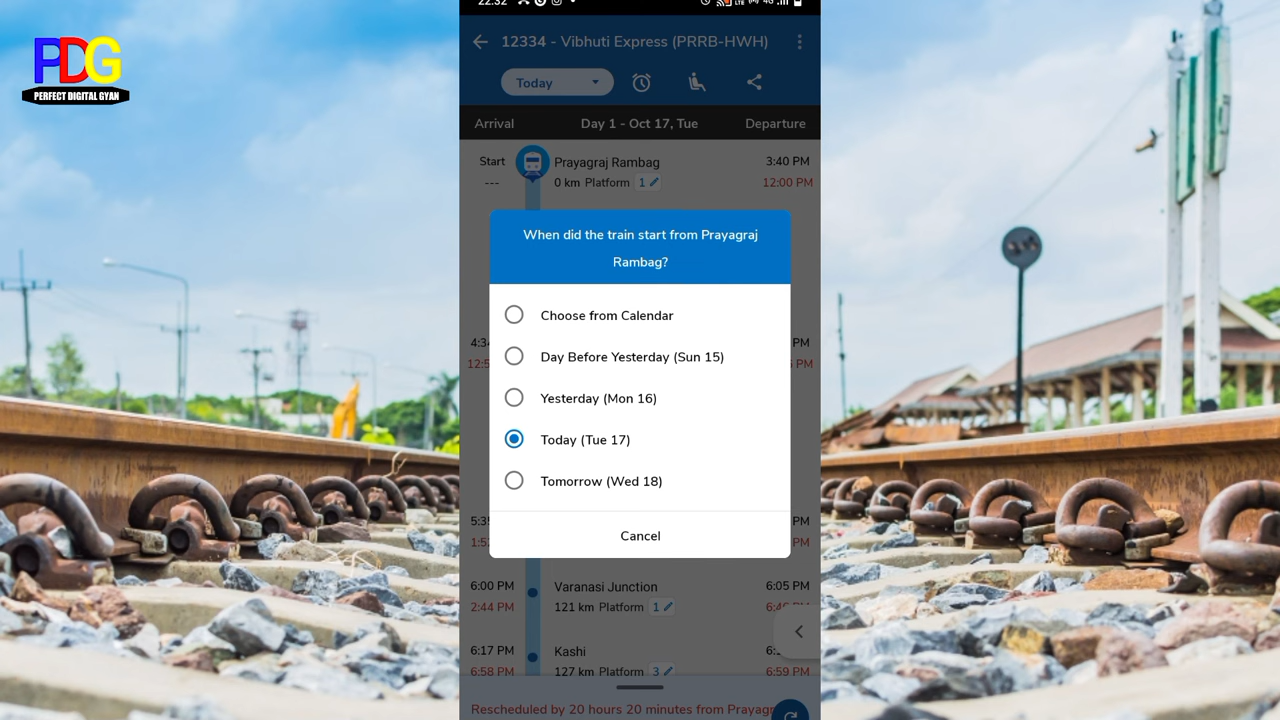 PDG
PERFECT DIGITAL GYAN
22:32
LTE 4G
12334 - Vibhuti Express (PRRB-HWH)
Today
Arrival Day 1 - Oct 17, Tue Departure
Start Prayagraj Rambag 3:40 PM
--- 0 km Platform 1 12:00 PM
When did the train start from Prayagraj
Rambag?
Choose from Calendar
Day Before Yesterday (Sun 15)
Yesterday (Mon 16)
Today (Tue 17)
Tomorrow (Wed 18)
Cancel
6:00 PM Varanasi Junction 6:05 PM
2:44 PM 121 km Platform 1
6:17 PM Kashi
6:58 PM 127 km Platform 3 6:59 PM
Rescheduled by 20 hours 20 minutes from